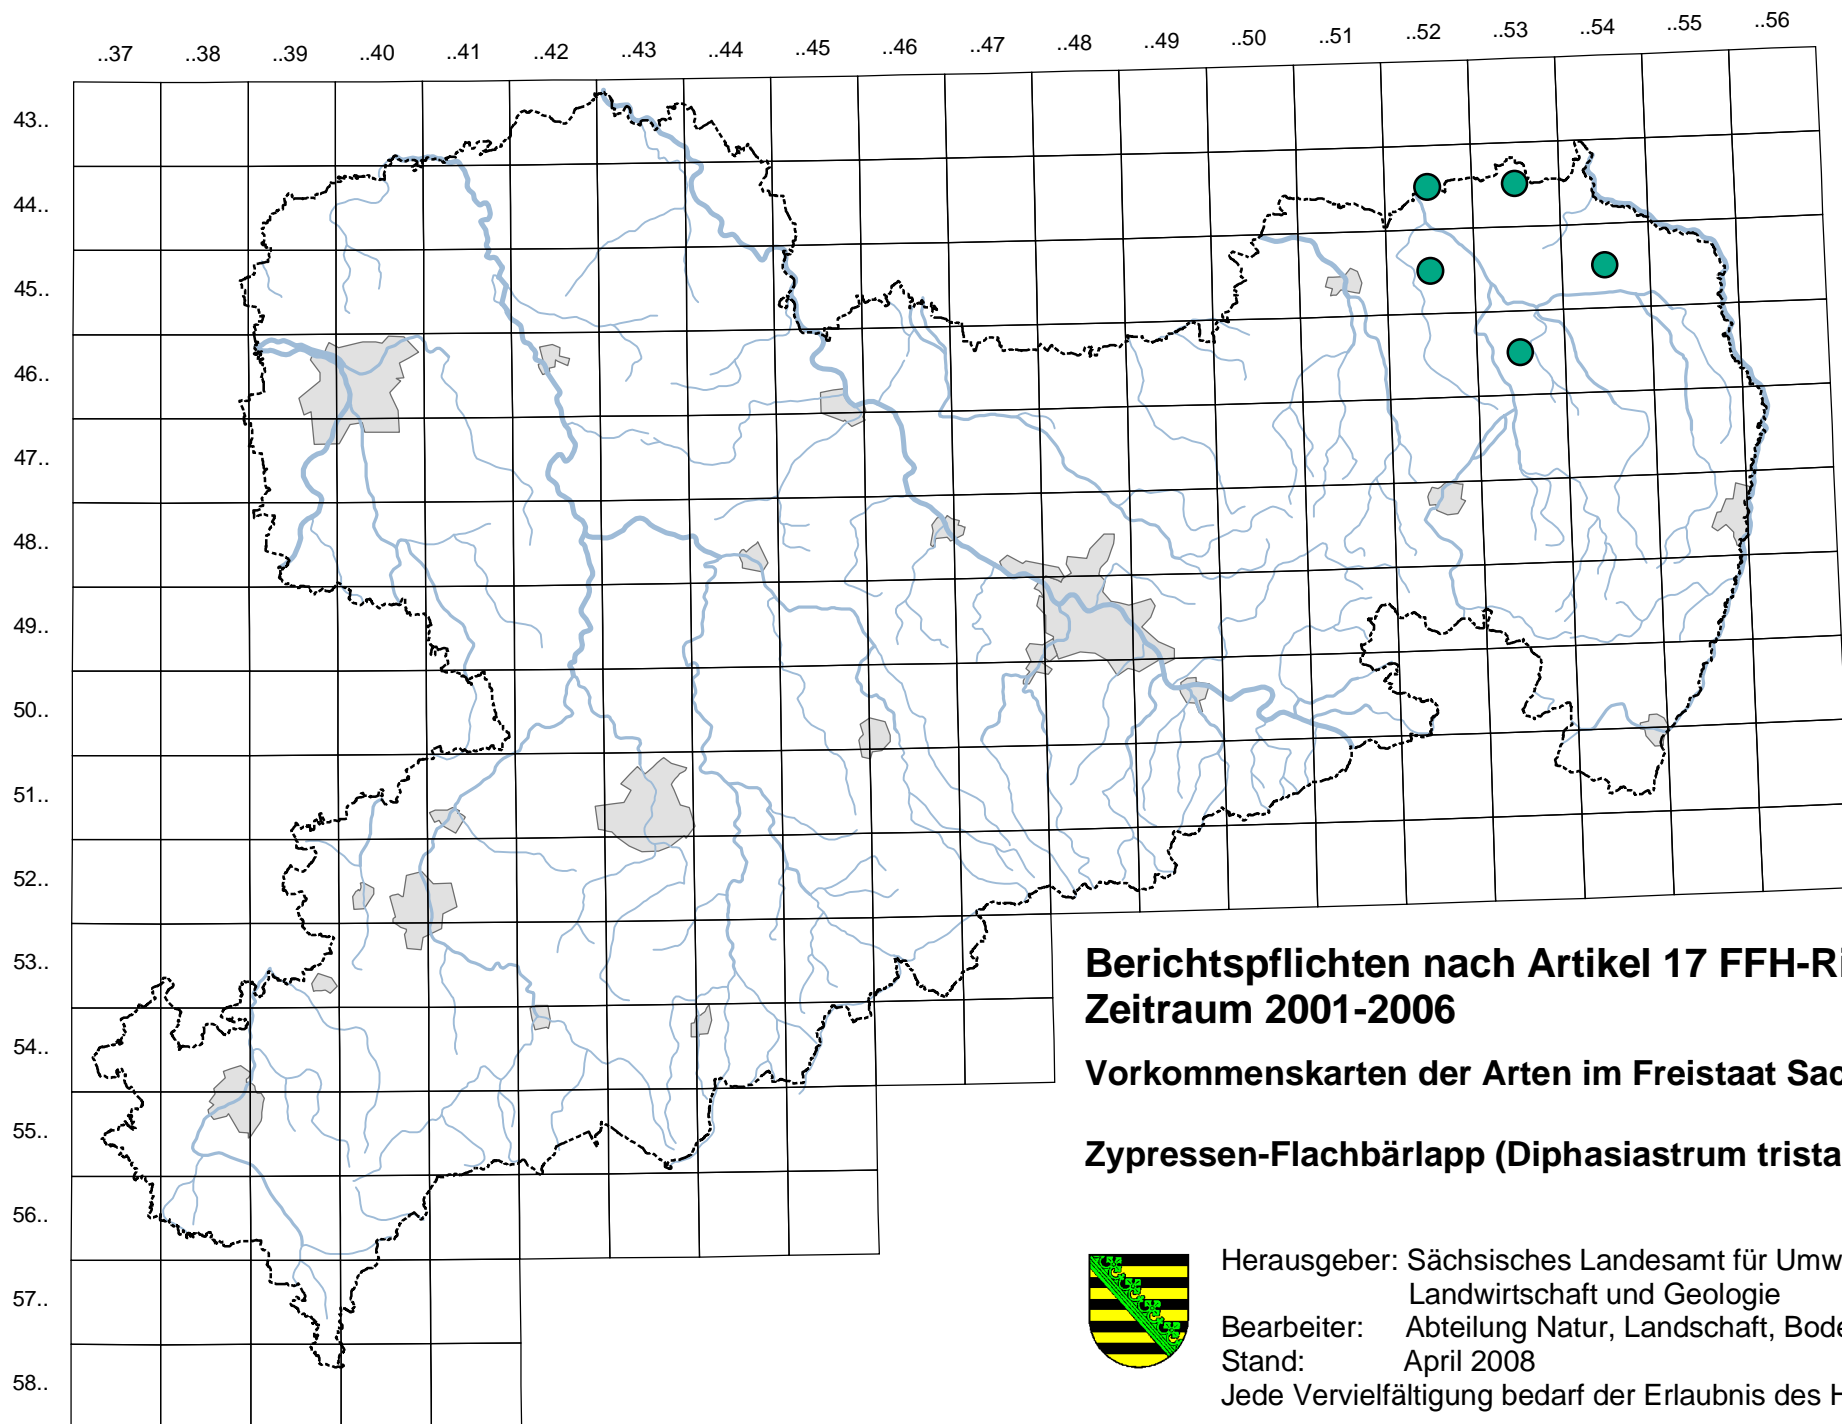 ..37 ..38 ..39 ..40 ..41 ..42 ..43 ..44 ..45 ..46 ..47 ..48 ..49 ..50 ..51 ..52 ..53 ..54 ..55 ..56
43..
44..
45..
46..
47..
48..
49..
50..
51..
52..
53..
54..
55..
56..
57..
58..
Berichtspflichten nach Artikel 17 FFH-Ri
Zeitraum 2001-2006
Vorkommenskarten der Arten im Freistaat Sac
Zypressen-Flachbärlapp (Diphasiastrum trista
Herausgeber: Sächsisches Landesamt für Umw
Landwirtschaft und Geologie
Bearbeiter: Abteilung Natur, Landschaft, Bode
Stand: April 2008
Jede Vervielfältigung bedarf der Erlaubnis des H